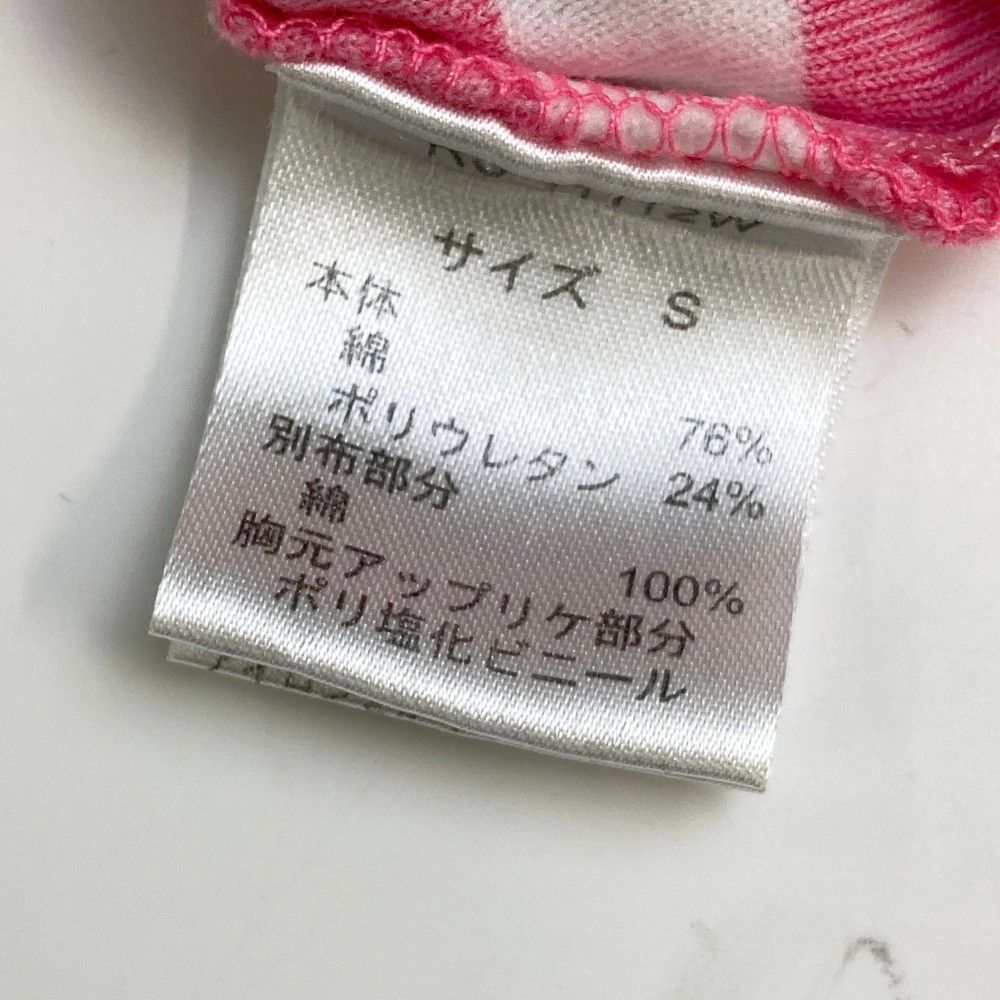 サイズ S
本体
綿 76%
ポリウレタン 24%
別布部分
綿 100%
胸元アップリケ部分
ポリ塩化ビニール